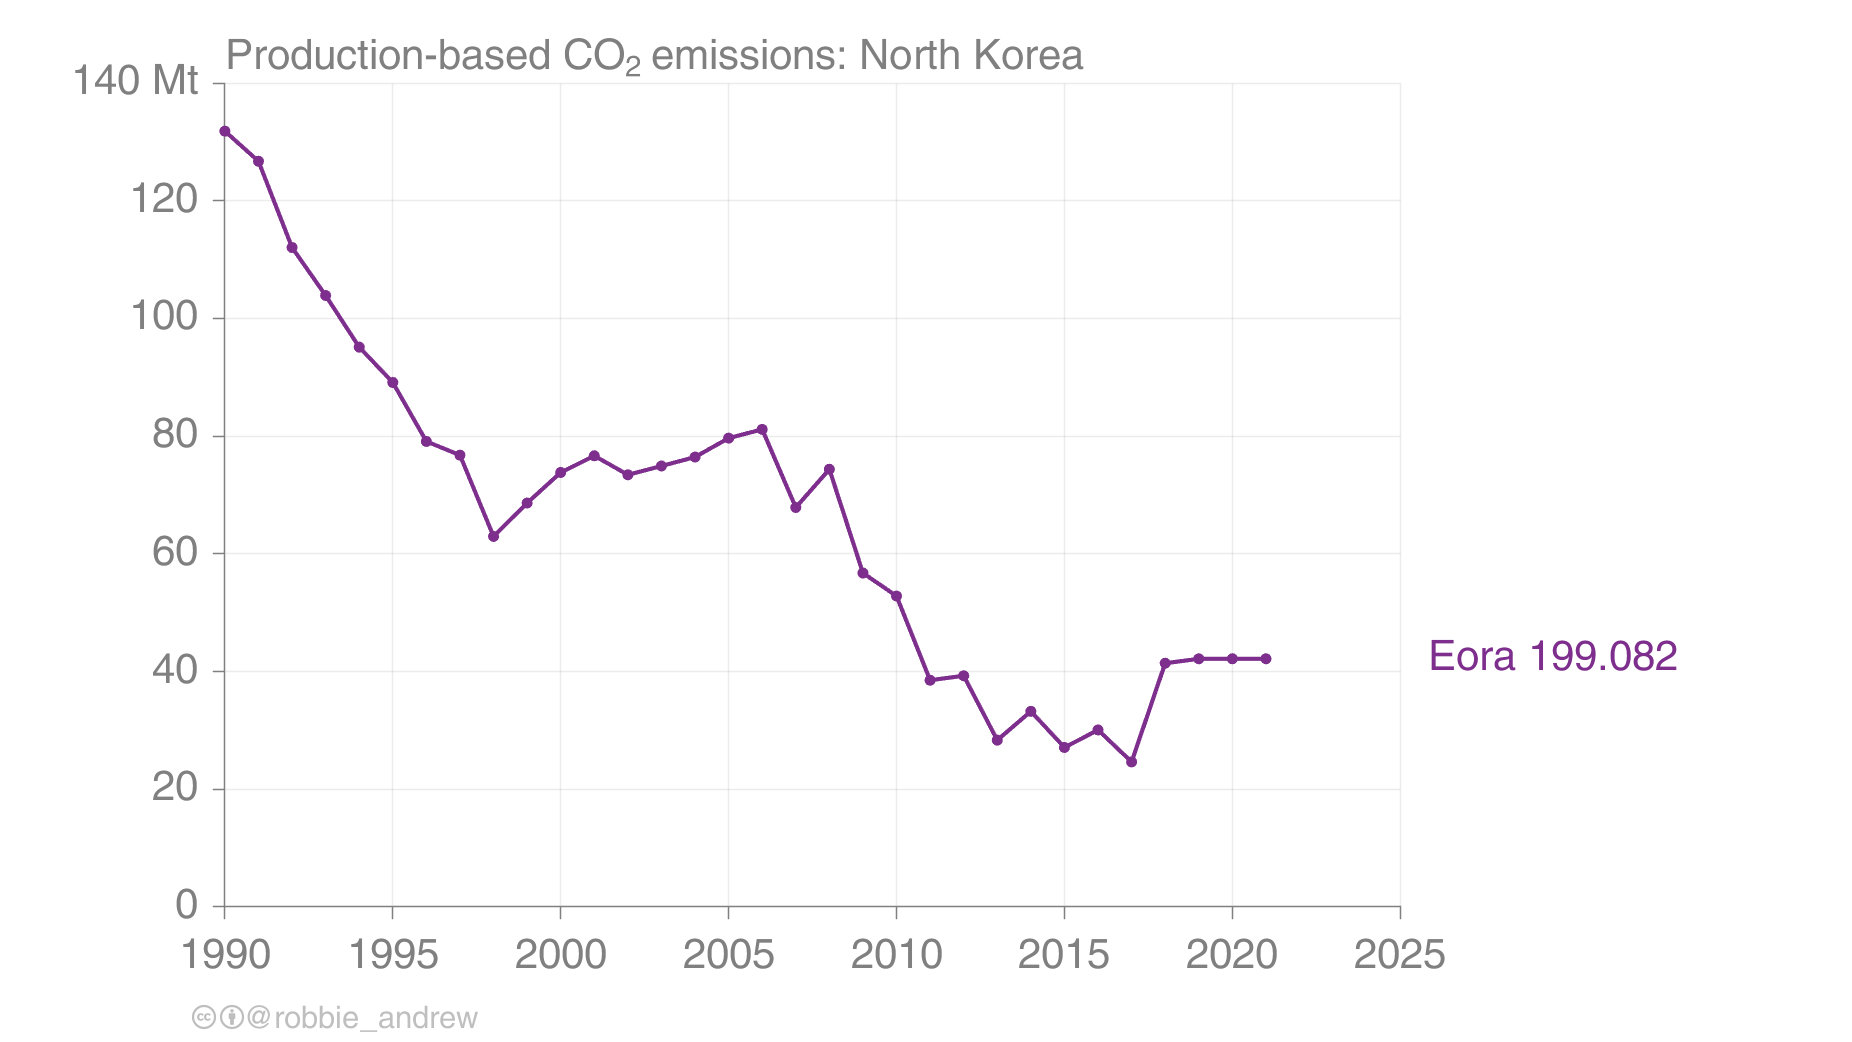 Production-based CO₂ emissions: North Korea
140 Mt
120
100
80
60
40
20
0
Eora 199.082
1990 1995 2000 2005 2010 2015 2020 2025
cc @robbie_andrew